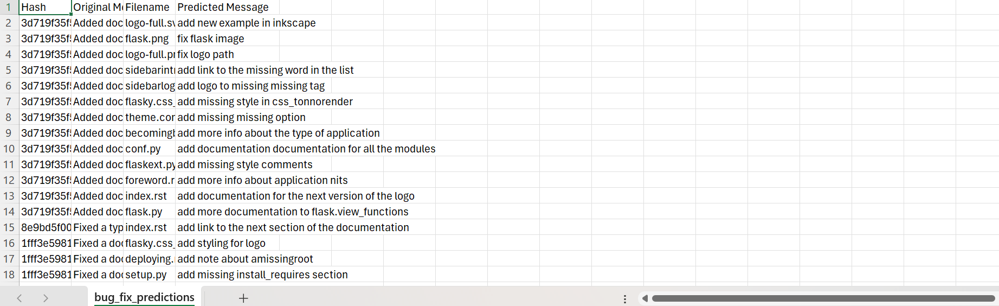 1 Hash Original Me Filename Predicted Message
2 3d719f35f Added doc logo-full.sv add new example in inkscape
3 3d719f35f Added doc flask.png fix flask image
4 3d719f35f Added doc logo-full.pr fix logo path
5 3d719f35f Added doc sidebarint add link to the missing word in the list
6 3d719f35f Added doc sidebarlog add logo to missing missing tag
7 3d719f35f Added doc flasky.css_ add missing style in css_tonnorender
8 3d719f35f Added doc theme.cor add missing missing option
9 3d719f35f Added doc becoming add more info about the type of application
10 3d719f35f Added doc conf.py add documentation documentation for all the modules
11 3d719f35f Added doc flaskext.py add missing style comments
12 3d719f35f Added doc foreword.r add more info about application nits
13 3d719f35f Added doc index.rst add documentation for the next version of the logo
14 3d719f35f Added doc flask.py add more documentation to flask.view_functions
15 8e9bd5f00 Fixed a typ index.rst add link to the next section of the documentation
16 1fff3e5981 Fixed a doc flasky.css_ add styling for logo
17 1fff3e5981 Fixed a doc deploying. add note about amissingroot
18 1fff3e5981 Fixed a doc setup.py add missing install_requires section
bug_fix_predictions